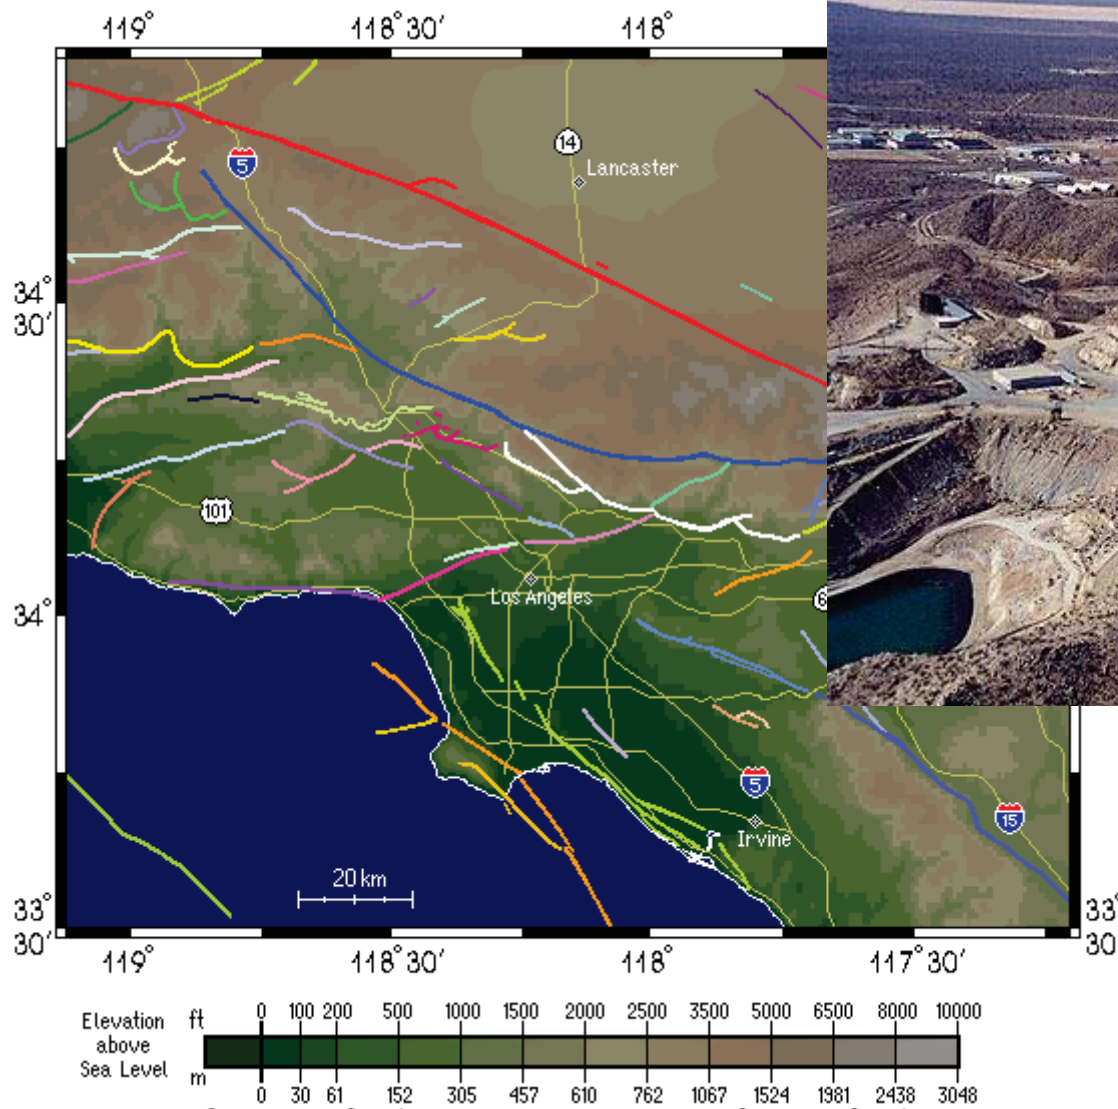 119° 118°30' 118°
14
5
Lancaster
34°
30'
101
Los Angeles
34°
6
5
15
Irvine
20 km
33°
30'
33°
30
119° 118°30' 118° 117°30'
Elevation above Sea Level
ft 0 100 200 500 1000 1500 2000 2500 3500 5000 6500 8000 10000
m 0 30 61 152 305 457 610 762 1067 1524 1981 2438 3048